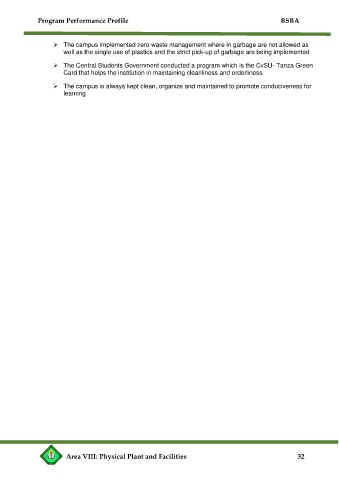 Program Performance Profile BSBA
➢ The campus implemented zero waste management where in garbage are not allowed as
well as the single use of plastics and the strict pick-up of garbage are being implemented
➢ The Central Students Government conducted a program which is the CvSU- Tanza Green
Card that helps the institution in maintaining cleanliness and orderliness
➢ The campus is always kept clean, organize and maintained to promote conduciveness for
learning
Area VIII: Physical Plant and Facilities 32